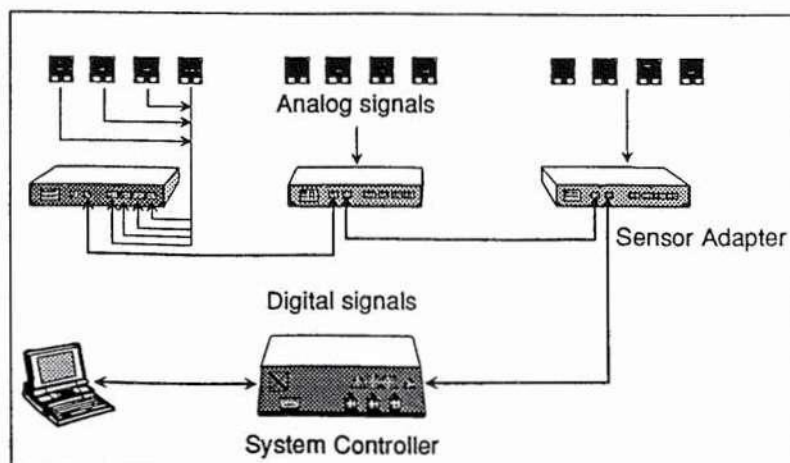 Analog signals
Sensor Adapter
Digital signals
System Controller